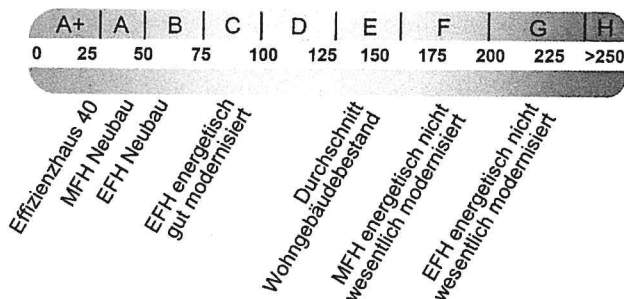 A+ A B C D E F G H
0 25 50 75 100 125 150 175 200 225 >250
Effizienzhaus 40
MFH Neubau
EFH Neubau
EFH energetisch
gut modernisiert
Durchschnitt
Wohngebäudebestand
MFH energetisch nicht
wesentlich modernisiert
EFH energetisch nicht
wesentlich modernisiert